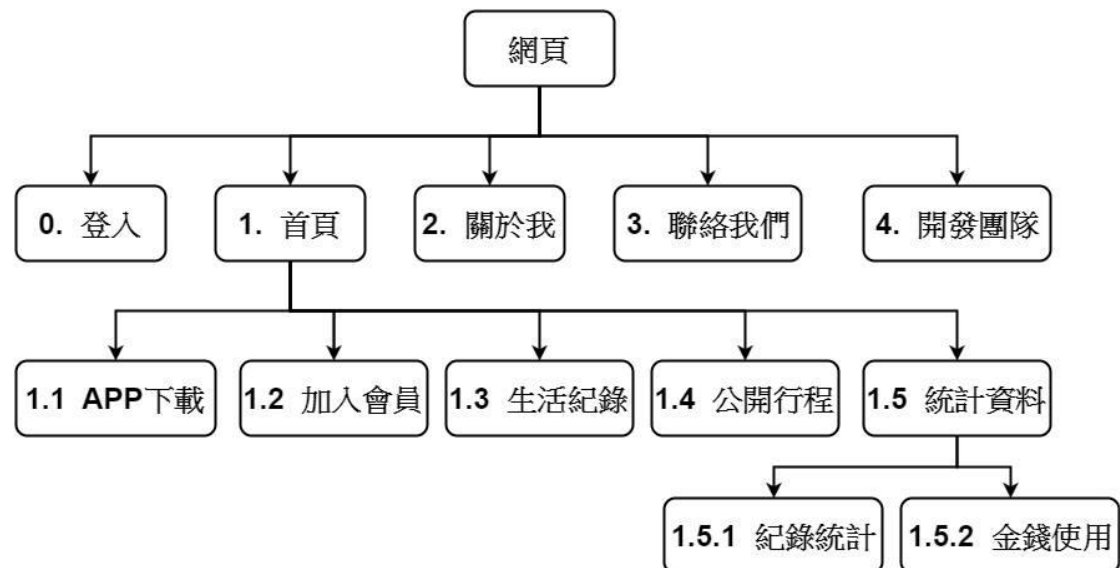 網頁
0. 登入
1. 首頁
2. 關於我
3. 聯絡我們
4. 開發團隊
1.1 APP下載
1.2 加入會員
1.3 生活紀錄
1.4 公開行程
1.5 統計資料
1.5.1 紀錄統計
1.5.2 金錢使用